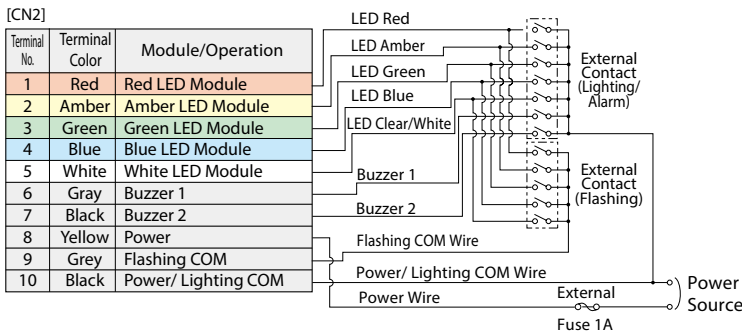 [CN2]
Terminal No. Terminal Color Module/Operation
1 Red Red LED Module
2 Amber Amber LED Module
3 Green Green LED Module
4 Blue Blue LED Module
5 White White LED Module
6 Gray Buzzer 1
7 Black Buzzer 2
8 Yellow Power
9 Grey Flashing COM
10 Black Power/ Lighting COM
LED Red
LED Amber
LED Green
LED Blue
LED Clear/White
Buzzer 1
Buzzer 2
Flashing COM Wire
Power/ Lighting COM Wire
Power Wire
External
Contact
(Lighting/
Alarm)
External
Contact
(Flashing)
External
Fuse 1A
Power
Source